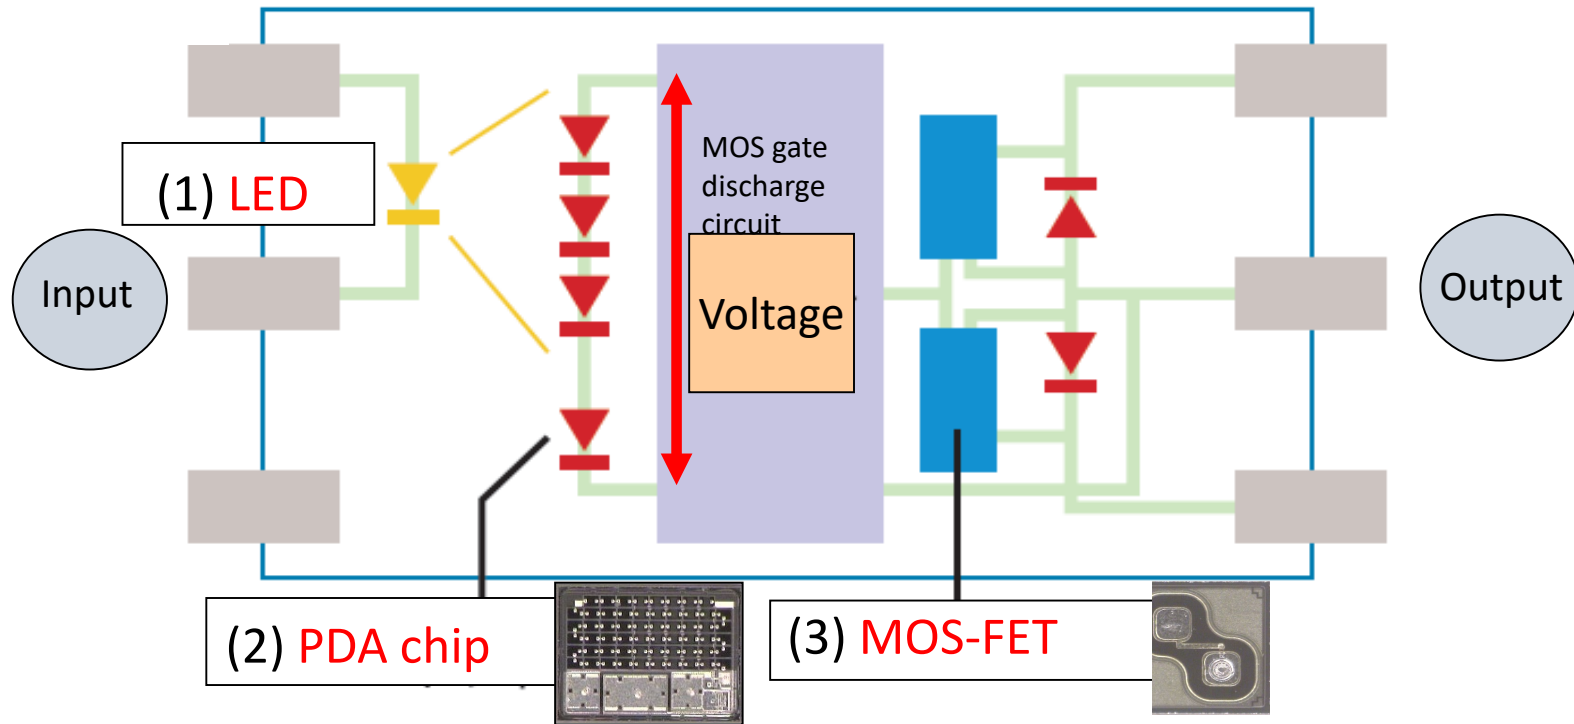 MOS gate
discharge
circuit
(1) LED
Input
Voltage
Output
(2) PDA chip
(3) MOS-FET